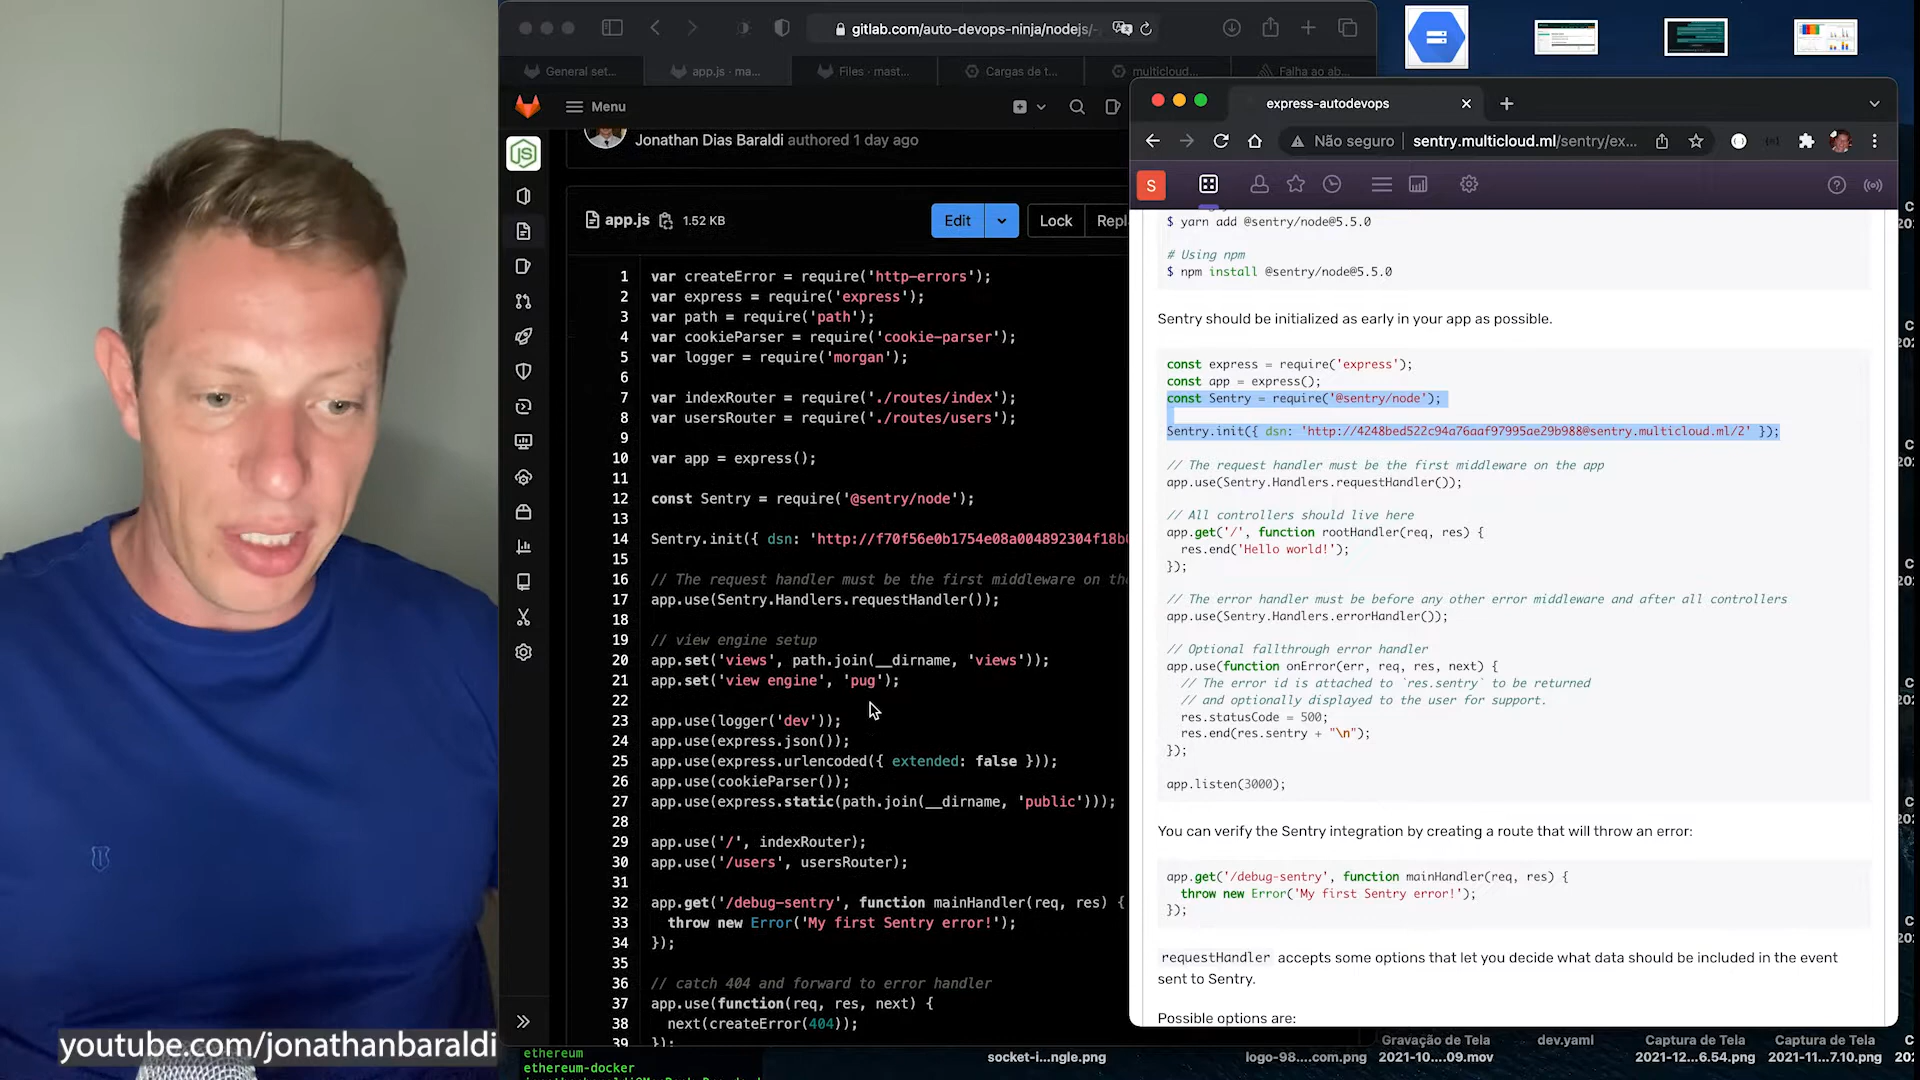 gitlab.com/auto-devops-ninja/nodejs/-
General set...
app.js · ma...
Files · mast...
Cargas de t...
multicloud...
Falha ao ab...
Menu
Jonathan Dias Baraldi authored 1 day ago
JS
app.js
1.52 KB
Edit
Lock
Repl
1 var createError = require('http-errors');
2 var express = require('express');
3 var path = require('path');
4 var cookieParser = require('cookie-parser');
5 var logger = require('morgan');
6
7 var indexRouter = require('./routes/index');
8 var usersRouter = require('./routes/users');
9
10 var app = express();
11
12 const Sentry = require('@sentry/node');
13
14 Sentry.init({ dsn: 'http://f70f56e0b1754e08a004892304f18b
15
16 // The request handler must be the first middleware on th
17 app.use(Sentry.Handlers.requestHandler());
18
19 // view engine setup
20 app.set('views', path.join(__dirname, 'views'));
21 app.set('view engine', 'pug');
22
23 app.use(logger('dev'));
24 app.use(express.json());
25 app.use(express.urlencoded({ extended: false }));
26 app.use(cookieParser());
27 app.use(express.static(path.join(__dirname, 'public')));
28
29 app.use('/', indexRouter);
30 app.use('/users', usersRouter);
31
32 app.get('/debug-sentry', function mainHandler(req, res) {
33 throw new Error('My first Sentry error!');
34 });
35
36 // catch 404 and forward to error handler
37 app.use(function(req, res, next) {
38 next(createError(404));
39 });
express-autodevops
Não seguro
sentry.multicloud.ml/sentry/ex...
S
$ yarn add @sentry/node@5.5.0
# Using npm
$ npm install @sentry/node@5.5.0
Sentry should be initialized as early in your app as possible.
const express = require('express');
const app = express();
const Sentry = require('@sentry/node');
Sentry.init({ dsn: 'http://4248bed522c94a76aaf97995ae29b988@sentry.multicloud.ml/2' });
// The request handler must be the first middleware on the app
app.use(Sentry.Handlers.requestHandler());
// All controllers should live here
app.get('/', function rootHandler(req, res) {
res.end('Hello world!');
});
// The error handler must be before any other error middleware and after all controllers
app.use(Sentry.Handlers.errorHandler());
// Optional fallthrough error handler
app.use(function onError(err, req, res, next) {
// The error id is attached to `res.sentry` to be returned
// and optionally displayed to the user for support.
res.statusCode = 500;
res.end(res.sentry + "\n");
});
app.listen(3000);
You can verify the Sentry integration by creating a route that will throw an error:
app.get('/debug-sentry', function mainHandler(req, res) {
throw new Error('My first Sentry error!');
});
requestHandler accepts some options that let you decide what data should be included in the event
sent to Sentry.
Possible options are:
youtube.com/jonathanbaraldi
ethereum
ethereum-docker
socket-i...ngle.png
logo-98....com.png
Gravação de Tela
2021-10....09.mov
dev.yaml
Captura de Tela
2021-12...6.54.png
Captura de Tela
2021-11...7.10.png